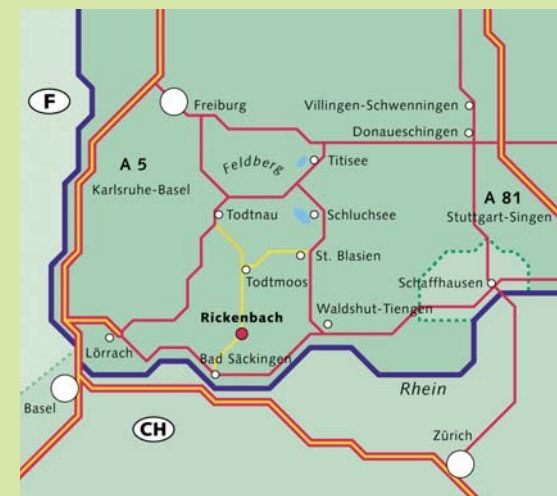 F
Freiburg
Villingen-Schwenningen
Donaueschingen
A 5
Karlsruhe-Basel
Feldberg
Titisee
A 81
Stuttgart-Singen
Todtnau
Schluchsee
St. Blasien
Todtmoos
Schaffhausen
Rickenbach
Waldshut-Tiengen
Lörrach
Bad Säckingen
Rhein
Basel
CH
Zürich